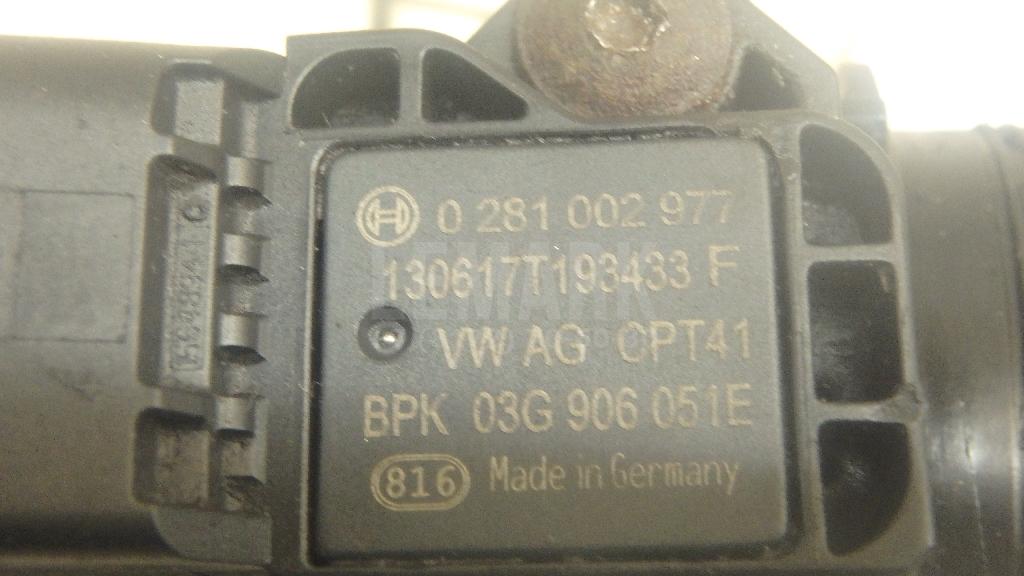 0 281 002 977
130617T193433 F
VW AG CPT41
BPK 03G 906 051E
816 Made in Germany